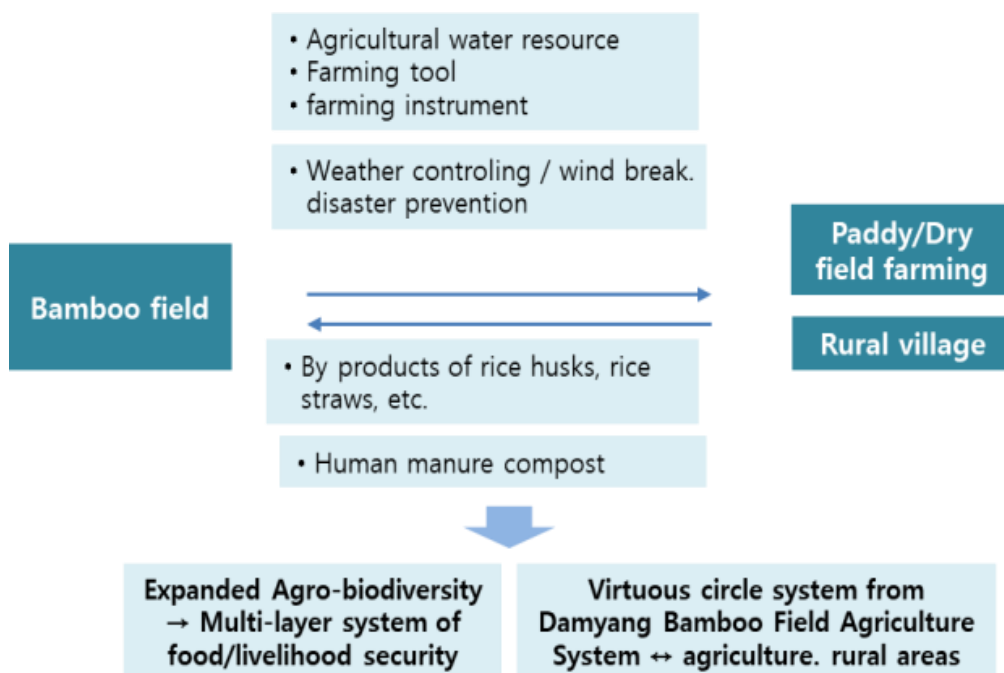 • Agricultural water resource
• Farming tool
• farming instrument
• Weather controling / wind break.
disaster prevention
Bamboo field
Paddy/Dry
field farming
Rural village
• By products of rice husks, rice
straws, etc.
• Human manure compost
Expanded Agro-biodiversity
→ Multi-layer system of
food/livelihood security
Virtuous circle system from
Damyang Bamboo Field Agriculture
System ↔ agriculture. rural areas